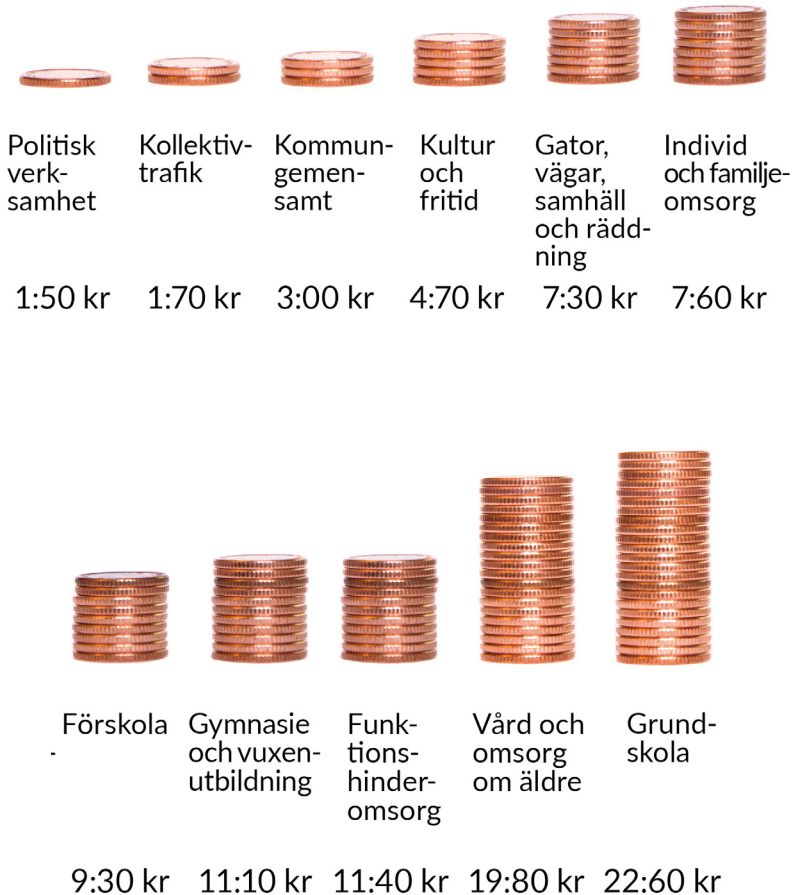 Politisk
verk-
samhet
Kollektiv-
trafik
Kommun-
gemen-
samt
Kultur
och
fritid
Gator,
vägar,
samhäll
och rädd-
ning
Individ
och familje-
omsorg
1:50 kr
1:70 kr
3:00 kr
4:70 kr
7:30 kr
7:60 kr
Förskola
-
Gymnasie
och vuxen-
utbildning
Funk-
tions-
hinder-
omsorg
Vård och
omsorg
om äldre
Grund-
skola
9:30 kr
11:10 kr
11:40 kr
19:80 kr
22:60 kr